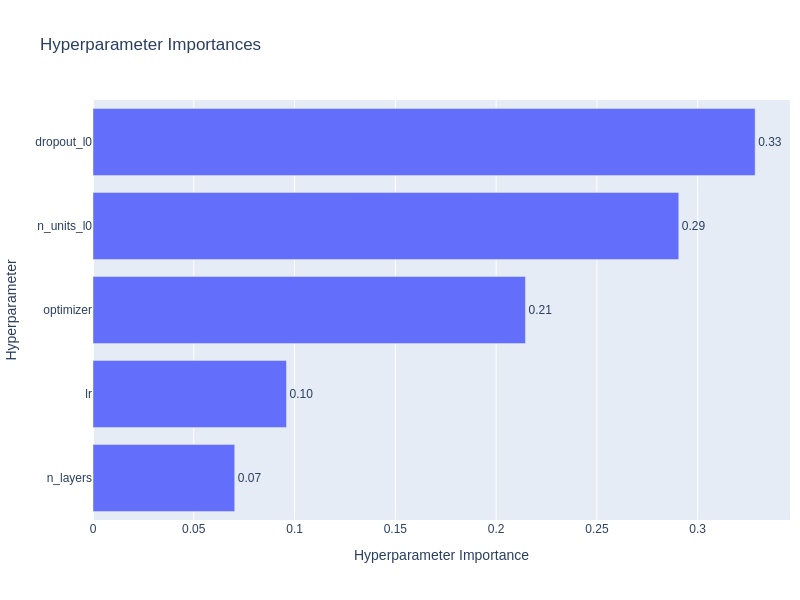 Hyperparameter Importances
Hyperparameter
dropout_l0
0.33
n_units_l0
0.29
optimizer
0.21
lr
0.10
n_layers
0.07
0
0.05
0.1
0.15
0.2
0.25
0.3
Hyperparameter Importance